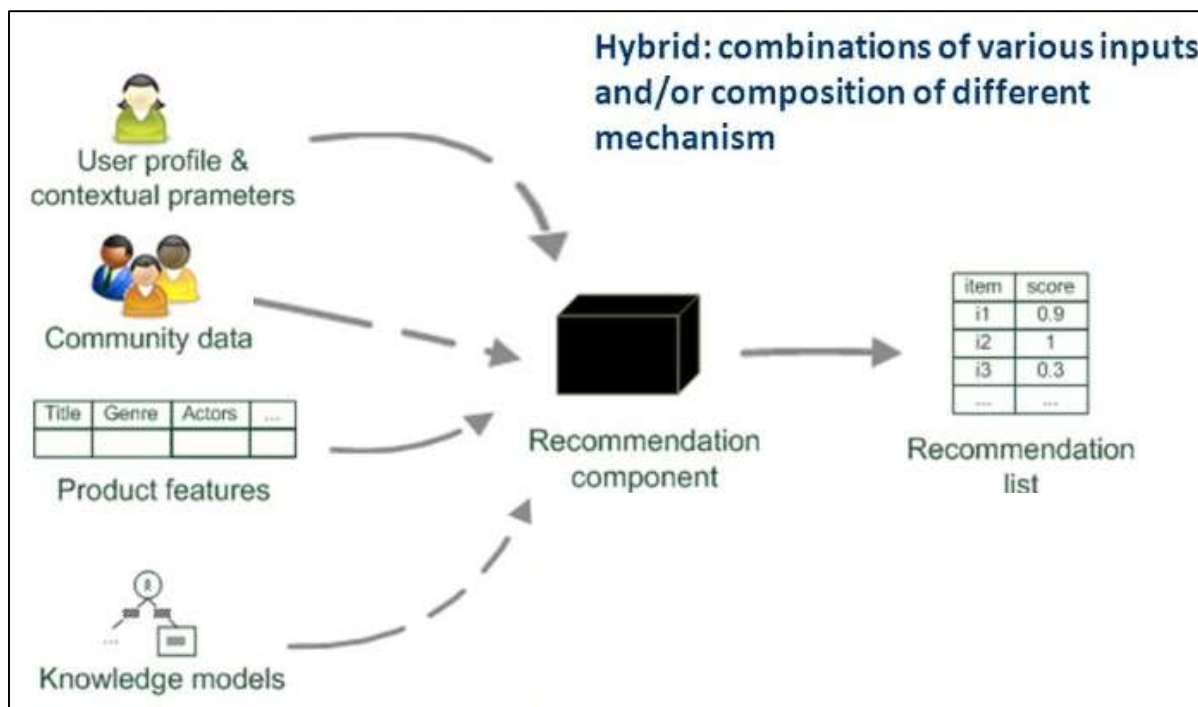 Hybrid: combinations of various inputs
and/or composition of different
mechanism
User profile &
contextual prameters
Community data
Title Genre Actors ...
Product features
...
Knowledge models
Recommendation
component
item score
i1 0.9
i2 1
i3 0.3
... ...
Recommendation
list